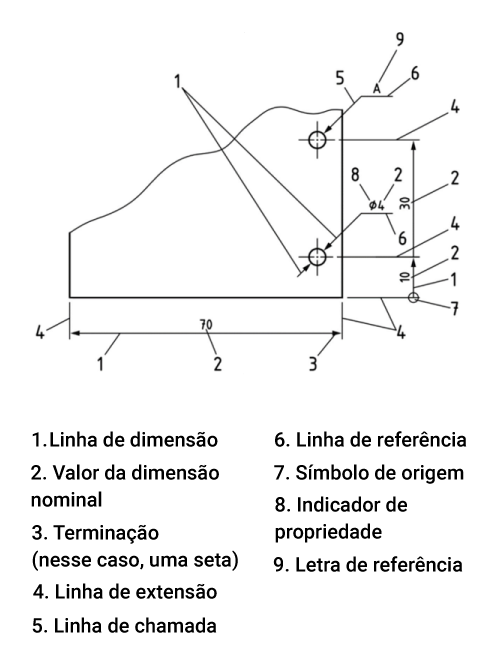 9
5
6
A
1
4
8
2
2
ø4
30
4
6
2
10
1
7
4
70
4
1
2
3
1.Linha de dimensão
2. Valor da dimensão
nominal
3. Terminação
(nesse caso, uma seta)
4. Linha de extensão
5. Linha de chamada
6. Linha de referência
7. Símbolo de origem
8. Indicador de
propriedade
9. Letra de referência